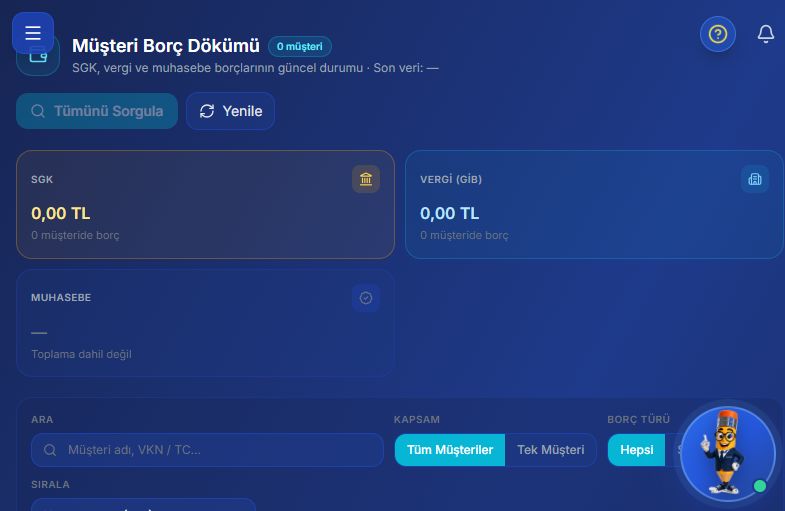 Müşteri Borç Dökümü 0 müşteri
SGK, vergi ve muhasebe borçlarının güncel durumu · Son veri: —
Tümünü Sorgula Yenile
SGK
0,00 TL
0 müşteride borç
VERGİ (GİB)
0,00 TL
0 müşteride borç
MUHASEBE
—
Toplama dahil değil
ARA
Müşteri adı, VKN / TC...
KAPSAM
Tüm Müşteriler Tek Müşteri
BORÇ TÜRÜ
Hepsi
SIRALA